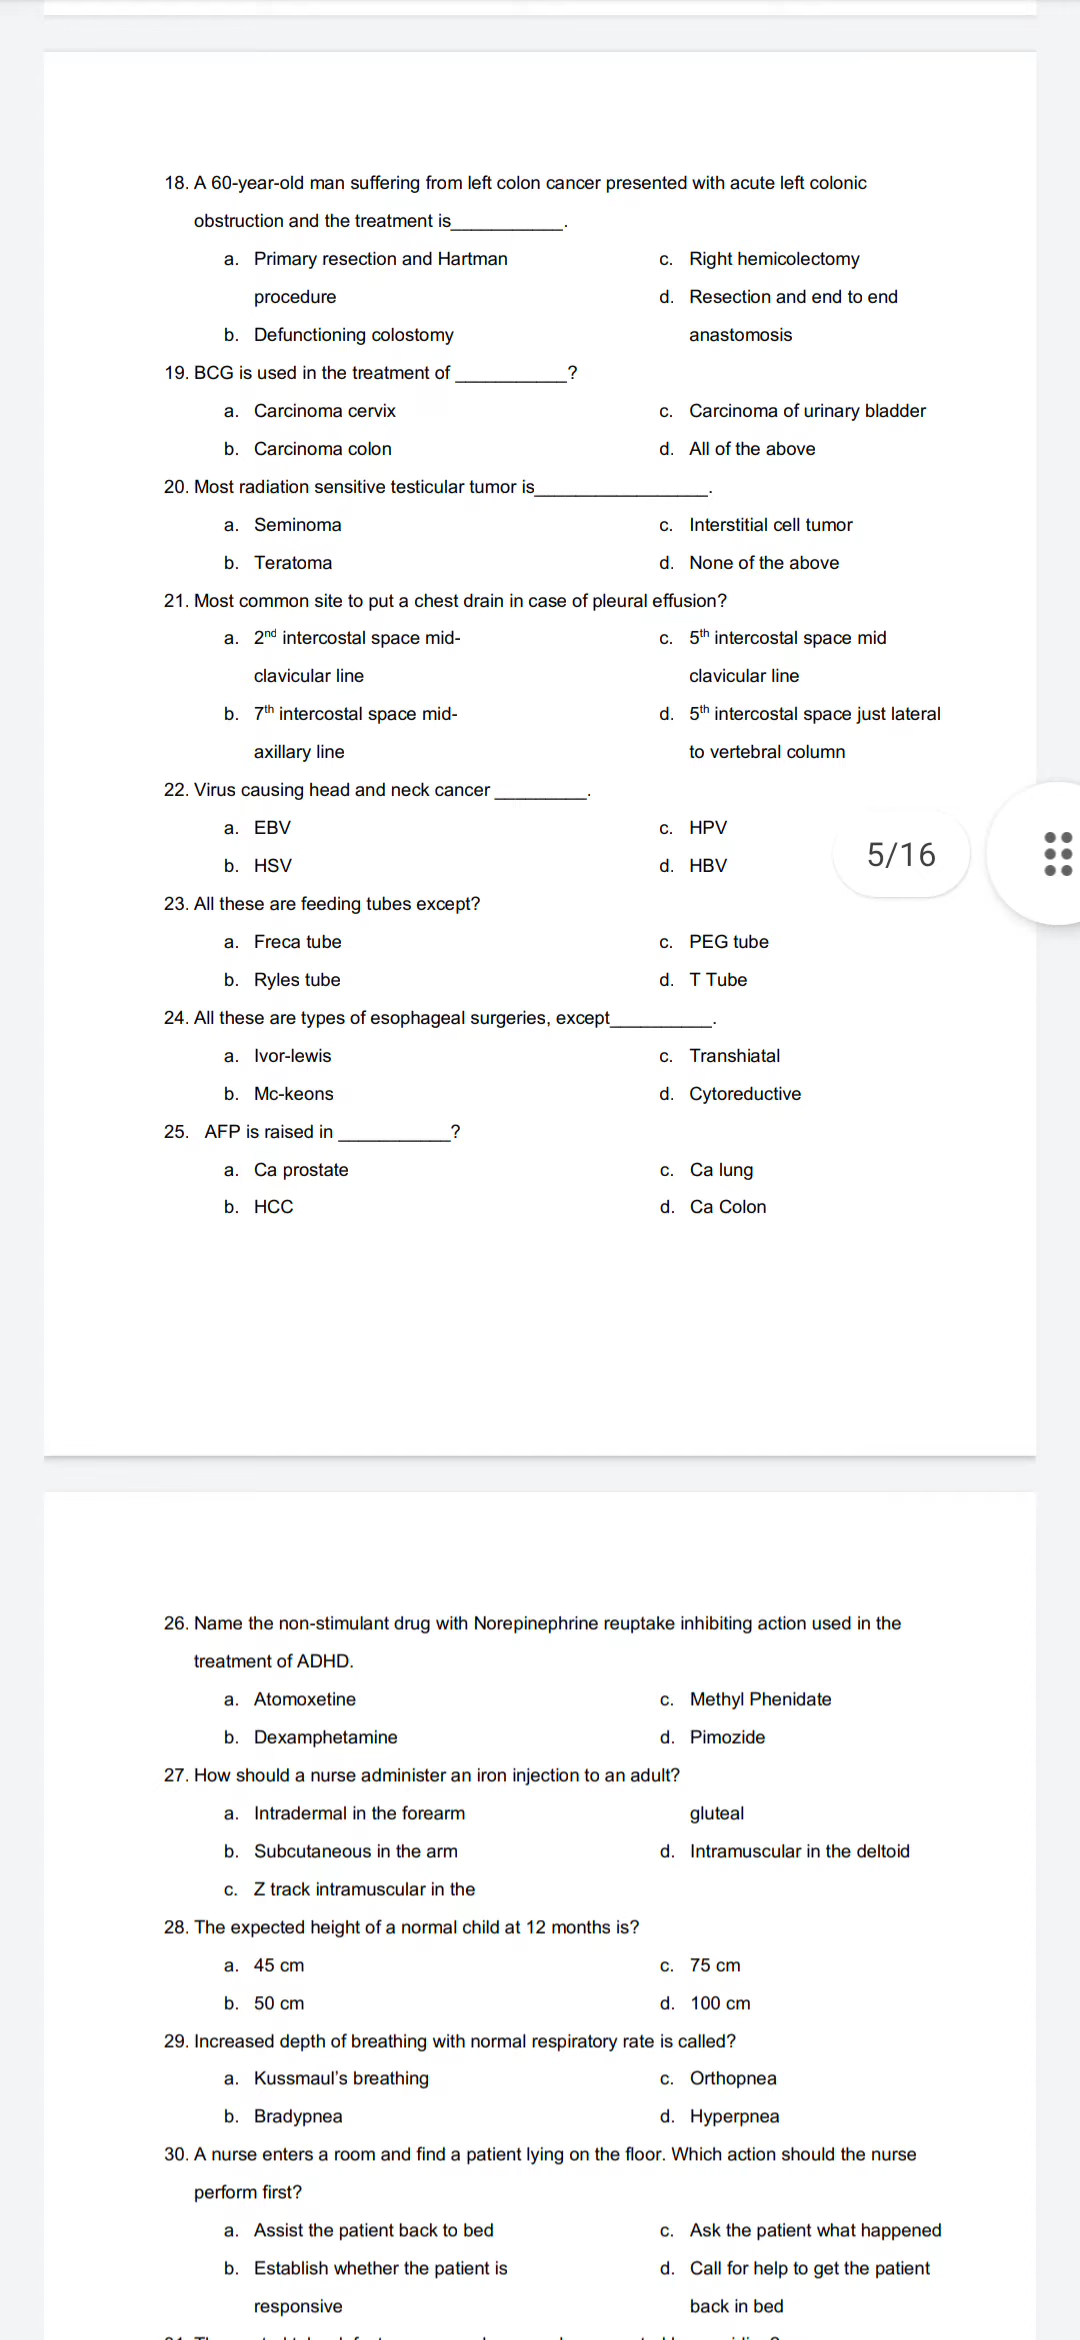 18. A 60-year-old man suffering from left colon cancer presented with acute left colonic
obstruction and the treatment is___________.
a. Primary resection and Hartman
procedure
b. Defunctioning colostomy
c. Right hemicolectomy
d. Resection and end to end
anastomosis
19. BCG is used in the treatment of ___________?
a. Carcinoma cervix
b. Carcinoma colon
c. Carcinoma of urinary bladder
d. All of the above
20. Most radiation sensitive testicular tumor is_________________.
a. Seminoma
b. Teratoma
c. Interstitial cell tumor
d. None of the above
21. Most common site to put a chest drain in case of pleural effusion?
a. 2nd intercostal space mid-
clavicular line
b. 7th intercostal space mid-
axillary line
c. 5th intercostal space mid
clavicular line
d. 5th intercostal space just lateral
to vertebral column
22. Virus causing head and neck cancer _________.
a. EBV
b. HSV
c. HPV
d. HBV
5/16
23. All these are feeding tubes except?
a. Freca tube
b. Ryles tube
c. PEG tube
d. T Tube
24. All these are types of esophageal surgeries, except__________.
a. Ivor-lewis
b. Mc-keons
c. Transhiatal
d. Cytoreductive
25. AFP is raised in ___________?
a. Ca prostate
b. HCC
c. Ca lung
d. Ca Colon
26. Name the non-stimulant drug with Norepinephrine reuptake inhibiting action used in the
treatment of ADHD.
a. Atomoxetine
b. Dexamphetamine
c. Methyl Phenidate
d. Pimozide
27. How should a nurse administer an iron injection to an adult?
a. Intradermal in the forearm
b. Subcutaneous in the arm
c. Z track intramuscular in the
gluteal
d. Intramuscular in the deltoid
28. The expected height of a normal child at 12 months is?
a. 45 cm
b. 50 cm
c. 75 cm
d. 100 cm
29. Increased depth of breathing with normal respiratory rate is called?
a. Kussmaul's breathing
b. Bradypnea
c. Orthopnea
d. Hyperpnea
30. A nurse enters a room and find a patient lying on the floor. Which action should the nurse
perform first?
a. Assist the patient back to bed
b. Establish whether the patient is
responsive
c. Ask the patient what happened
d. Call for help to get the patient
back in bed